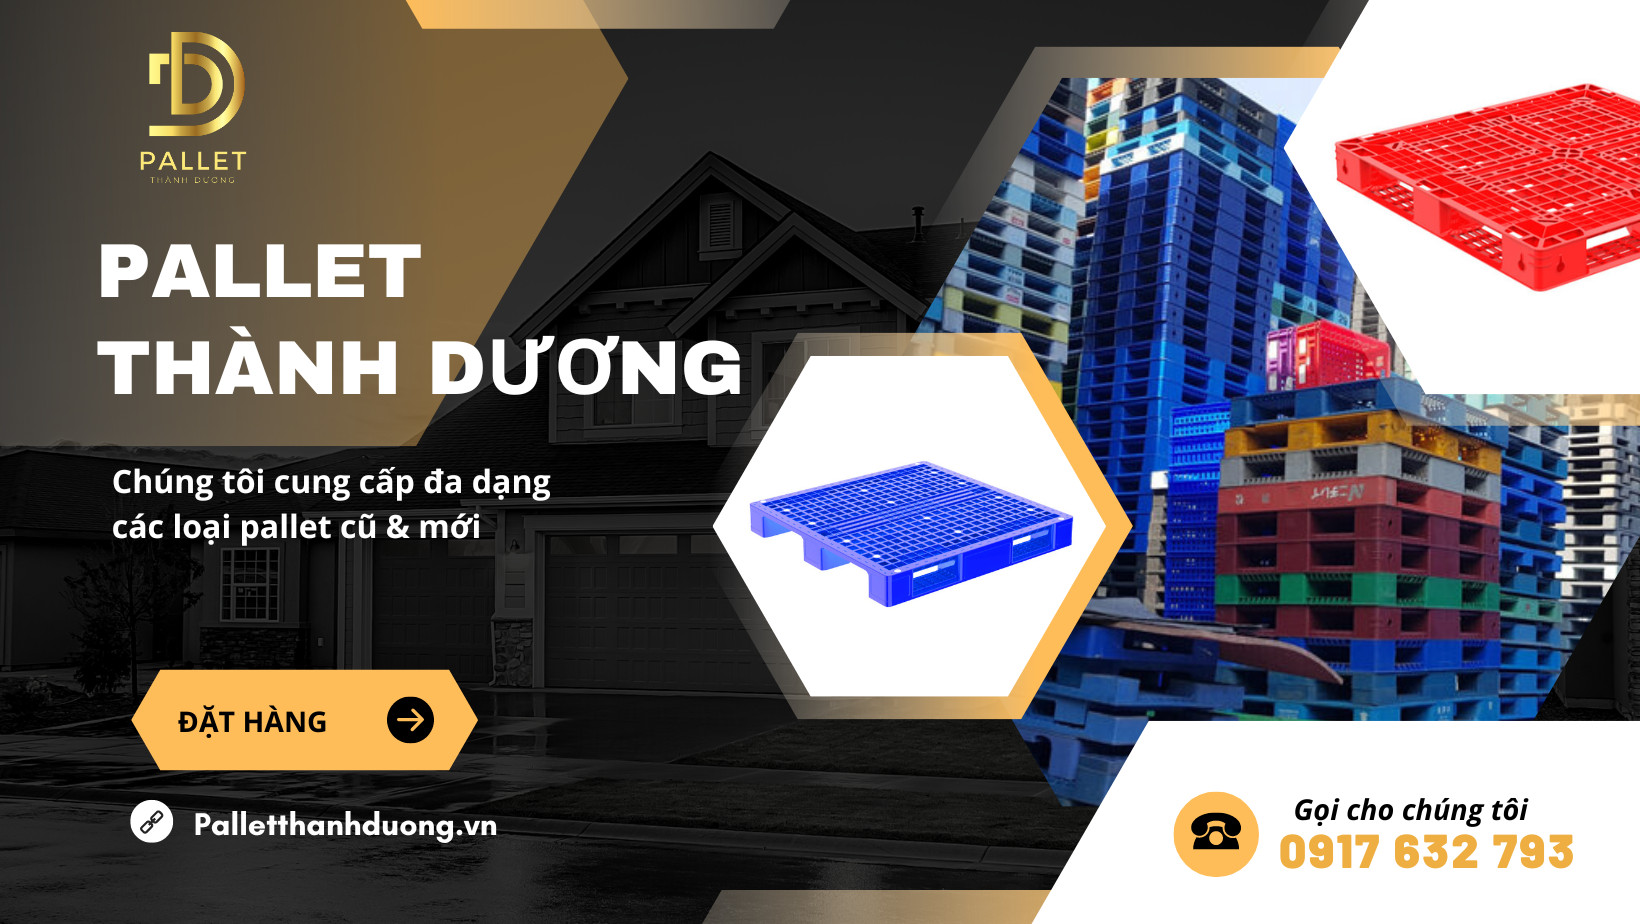 PALLET
THÀNH DƯƠNG
PALLET
THÀNH DƯƠNG
Chúng tôi cung cấp đa dạng
các loại pallet cũ & mới
ĐẶT HÀNG
Palletthanhduong.vn
Gọi cho chúng tôi
0917 632 793